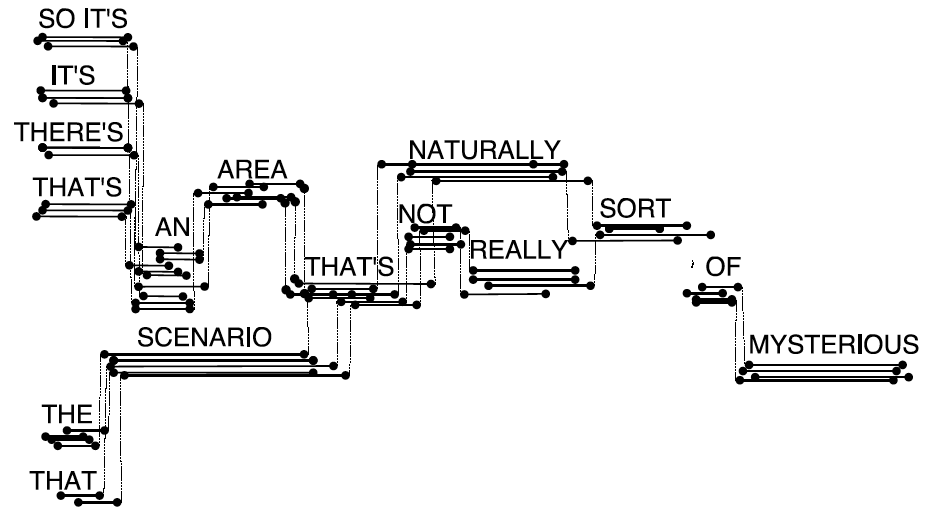 SO IT'S
IT'S
THERE'S
NATURALLY
AREA
THAT'S
SORT
NOT
AN
REALLY
OF
THAT'S
SCENARIO
MYSTERIOUS
THE
THAT